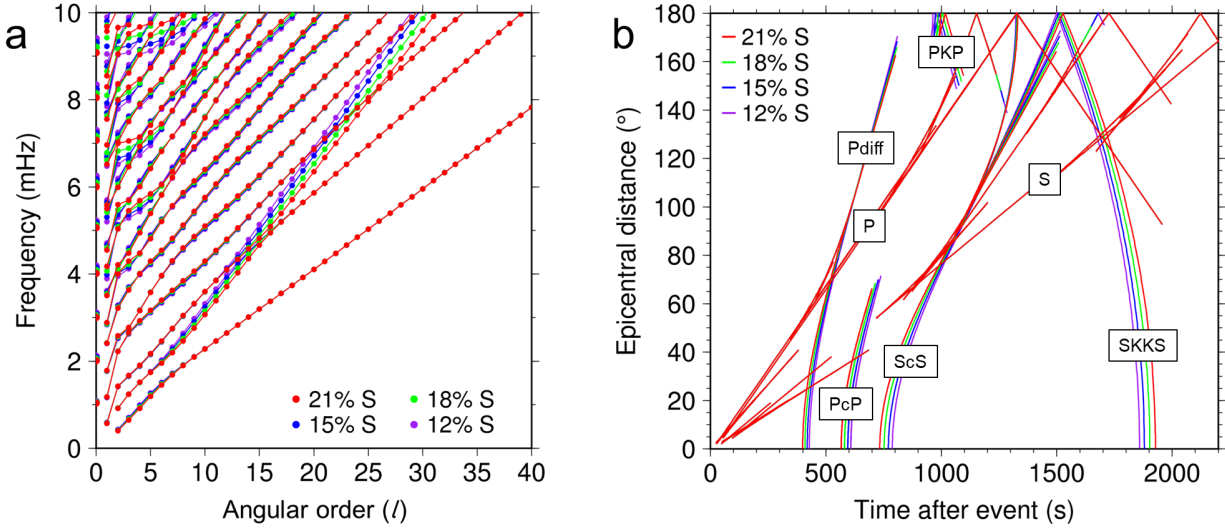 a
Frequency (mHz)
10
8
6
4
2
0
0 5 10 15 20 25 30 35 40
Angular order (l)
21% S 18% S
15% S 12% S
b
Epicentral distance (°)
180
160
140
120
100
80
60
40
20
0
0 500 1000 1500 2000
Time after event (s)
21% S
18% S
15% S
12% S
PKP
Pdiff
P
S
ScS
SKKS
PcP